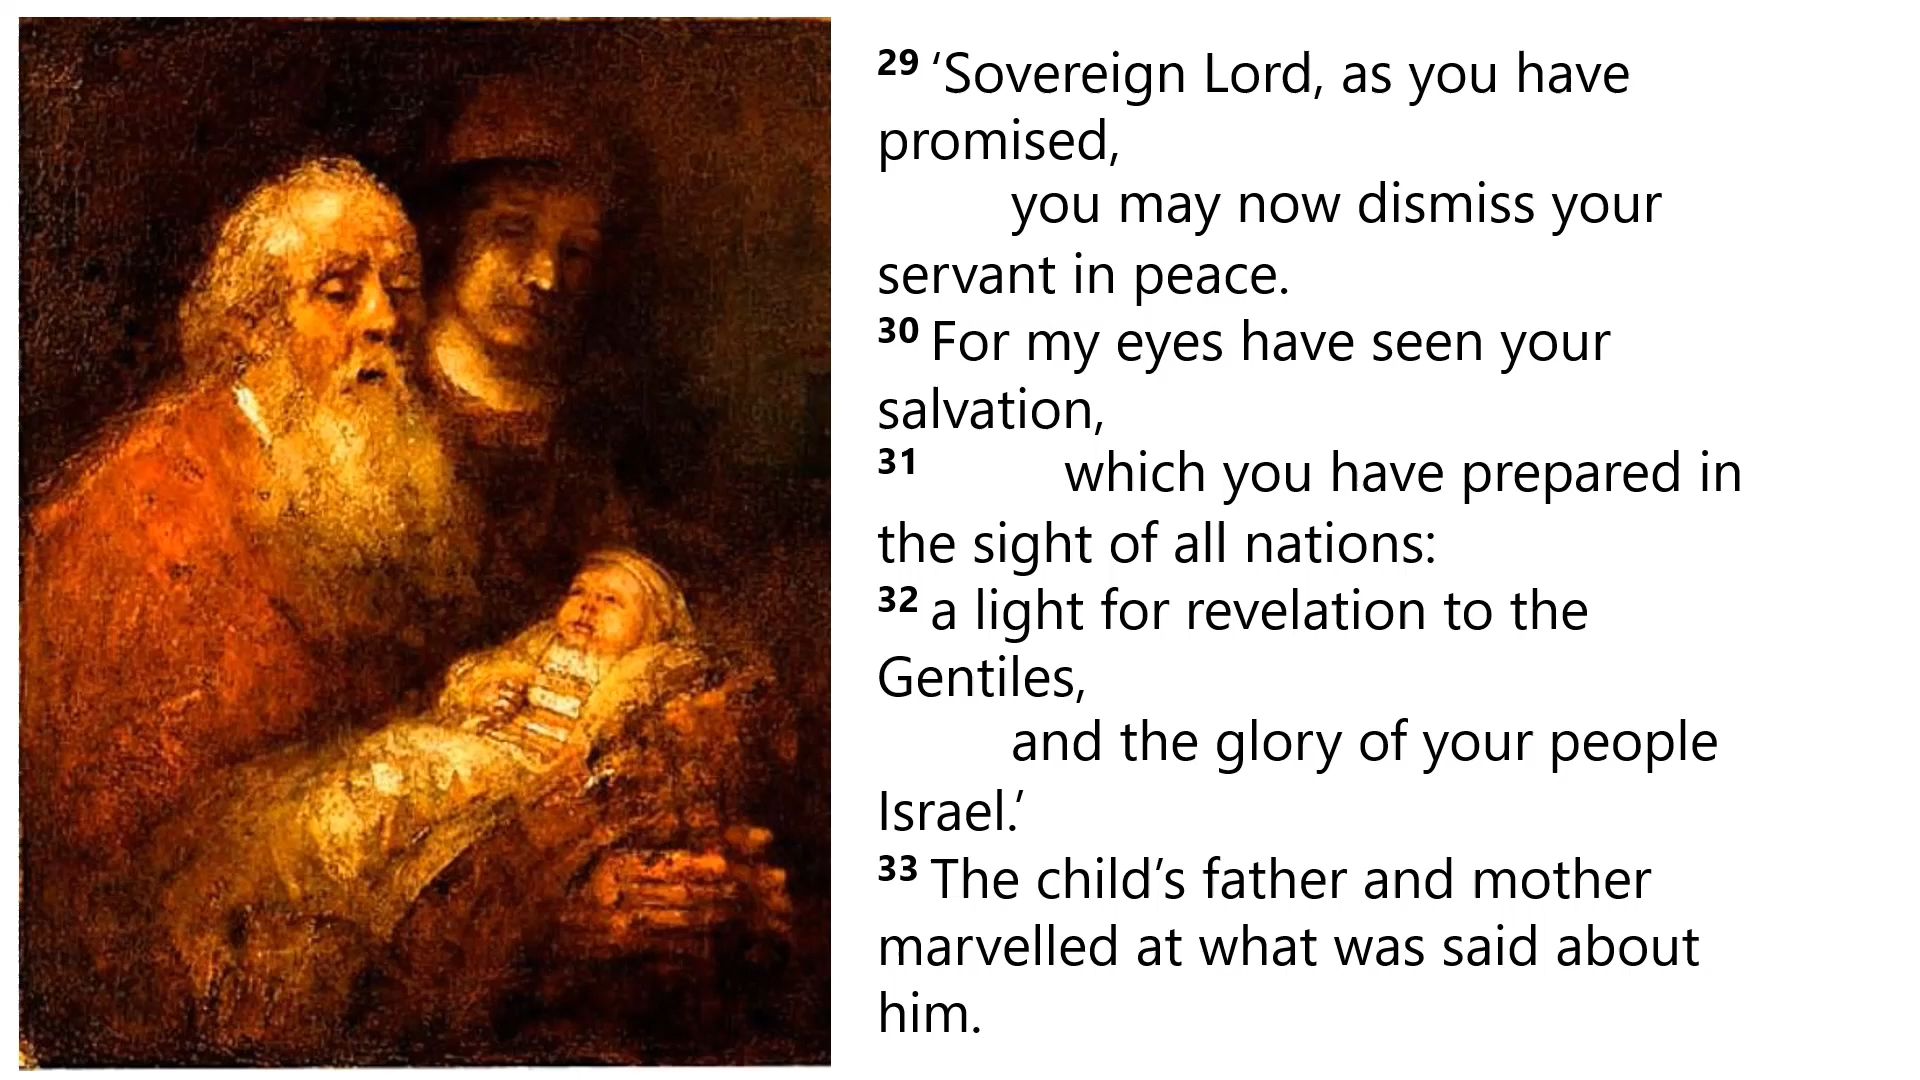 29 ‘Sovereign Lord, as you have
promised,
you may now dismiss your
servant in peace.
30 For my eyes have seen your
salvation,
31 which you have prepared in
the sight of all nations:
32 a light for revelation to the
Gentiles,
and the glory of your people
Israel.’
33 The child’s father and mother
marvelled at what was said about
him.